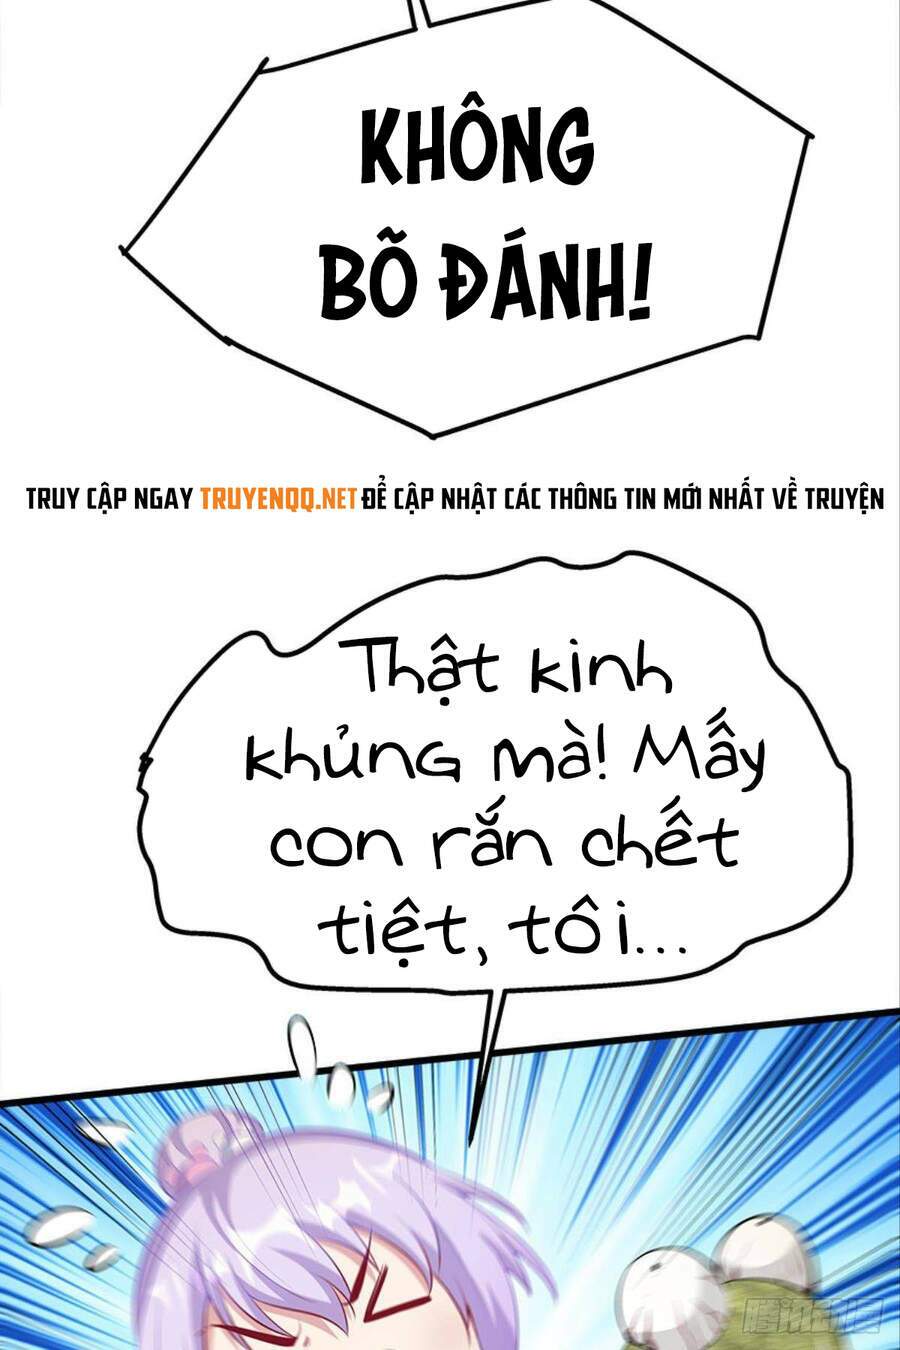 KHÔNG
BÕ ĐÁNH!
TRUY CẬP NGAY TRUYENQQ.NET ĐỂ CẬP NHẬT CÁC THÔNG TIN MỚI NHẤT VỀ TRUYỆN
Thật kinh
khủng mà! Mấy
con rắn chết
tiệt, tôi...